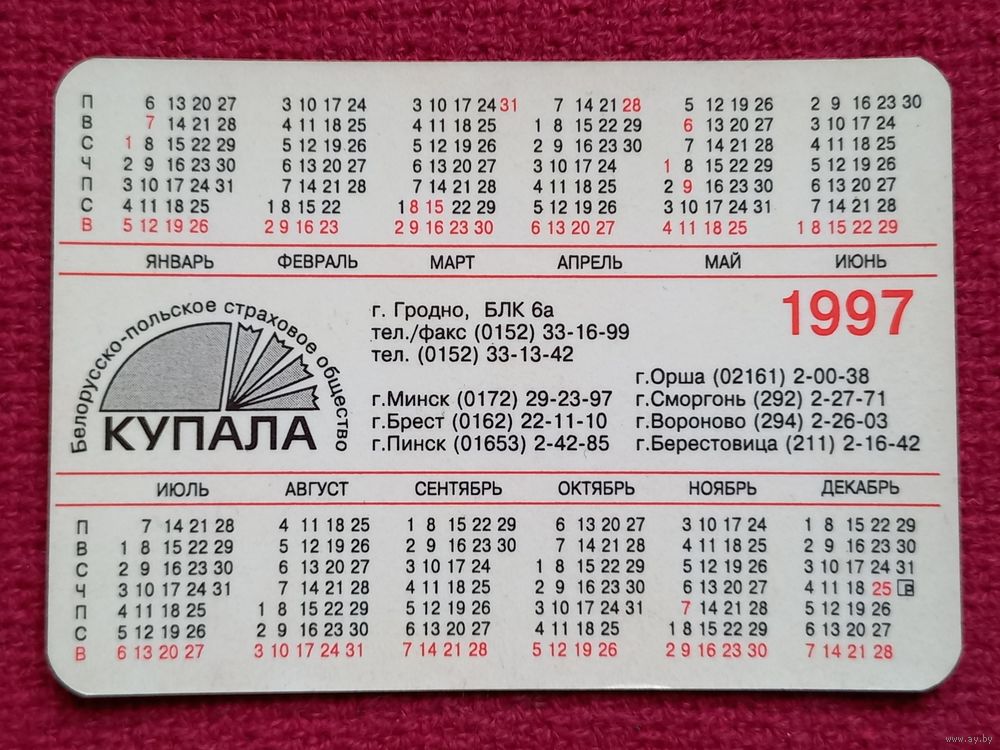 П 6 13 20 27 3 10 17 24 3 10 17 24 31 7 14 21 28 5 12 19 26 2 9 16 23 30
В 7 14 21 28 4 11 18 25 4 11 18 25 1 8 15 22 29 6 13 20 27 3 10 17 24
С 1 8 15 22 29 5 12 19 26 5 12 19 26 2 9 16 23 30 7 14 21 28 4 11 18 25
Ч 2 9 16 23 30 6 13 20 27 6 13 20 27 3 10 17 24 1 8 15 22 29 5 12 19 26
П 3 10 17 24 31 7 14 21 28 7 14 21 28 4 11 18 25 2 9 16 23 30 6 13 20 27
С 4 11 18 25 1 8 15 22 1 8 15 22 29 5 12 19 26 3 10 17 24 31 7 14 21 28
В 5 12 19 26 2 9 16 23 2 9 16 23 30 6 13 20 27 4 11 18 25 1 8 15 22 29
ЯНВАРЬ ФЕВРАЛЬ МАРТ АПРЕЛЬ МАЙ ИЮНЬ
Белорусско-польское страховое общество
КУПАЛА
г. Гродно, БЛК 6а
тел./факс (0152) 33-16-99
тел. (0152) 33-13-42
1997
г.Минск (0172) 29-23-97
г.Брест (0162) 22-11-10
г.Пинск (01653) 2-42-85
г.Орша (02161) 2-00-38
г.Сморгонь (292) 2-27-71
г.Вороново (294) 2-26-03
г.Берестовица (211) 2-16-42
ИЮЛЬ АВГУСТ СЕНТЯБРЬ ОКТЯБРЬ НОЯБРЬ ДЕКАБРЬ
П 7 14 21 28 4 11 18 25 1 8 15 22 29 6 13 20 27 3 10 17 24 1 8 15 22 29
В 1 8 15 22 29 5 12 19 26 2 9 16 23 30 7 14 21 28 4 11 18 25 2 9 16 23 30
С 2 9 16 23 30 6 13 20 27 3 10 17 24 1 8 15 22 29 5 12 19 26 3 10 17 24 31
Ч 3 10 17 24 31 7 14 21 28 4 11 18 25 2 9 16 23 30 6 13 20 27 4 11 18 25
П 4 11 18 25 1 8 15 22 29 5 12 19 26 3 10 17 24 31 7 14 21 28 5 12 19 26
С 5 12 19 26 2 9 16 23 30 6 13 20 27 4 11 18 25 1 8 15 22 29 6 13 20 27
В 6 13 20 27 3 10 17 24 31 7 14 21 28 5 12 19 26 2 9 16 23 30 7 14 21 28
www.ay.by